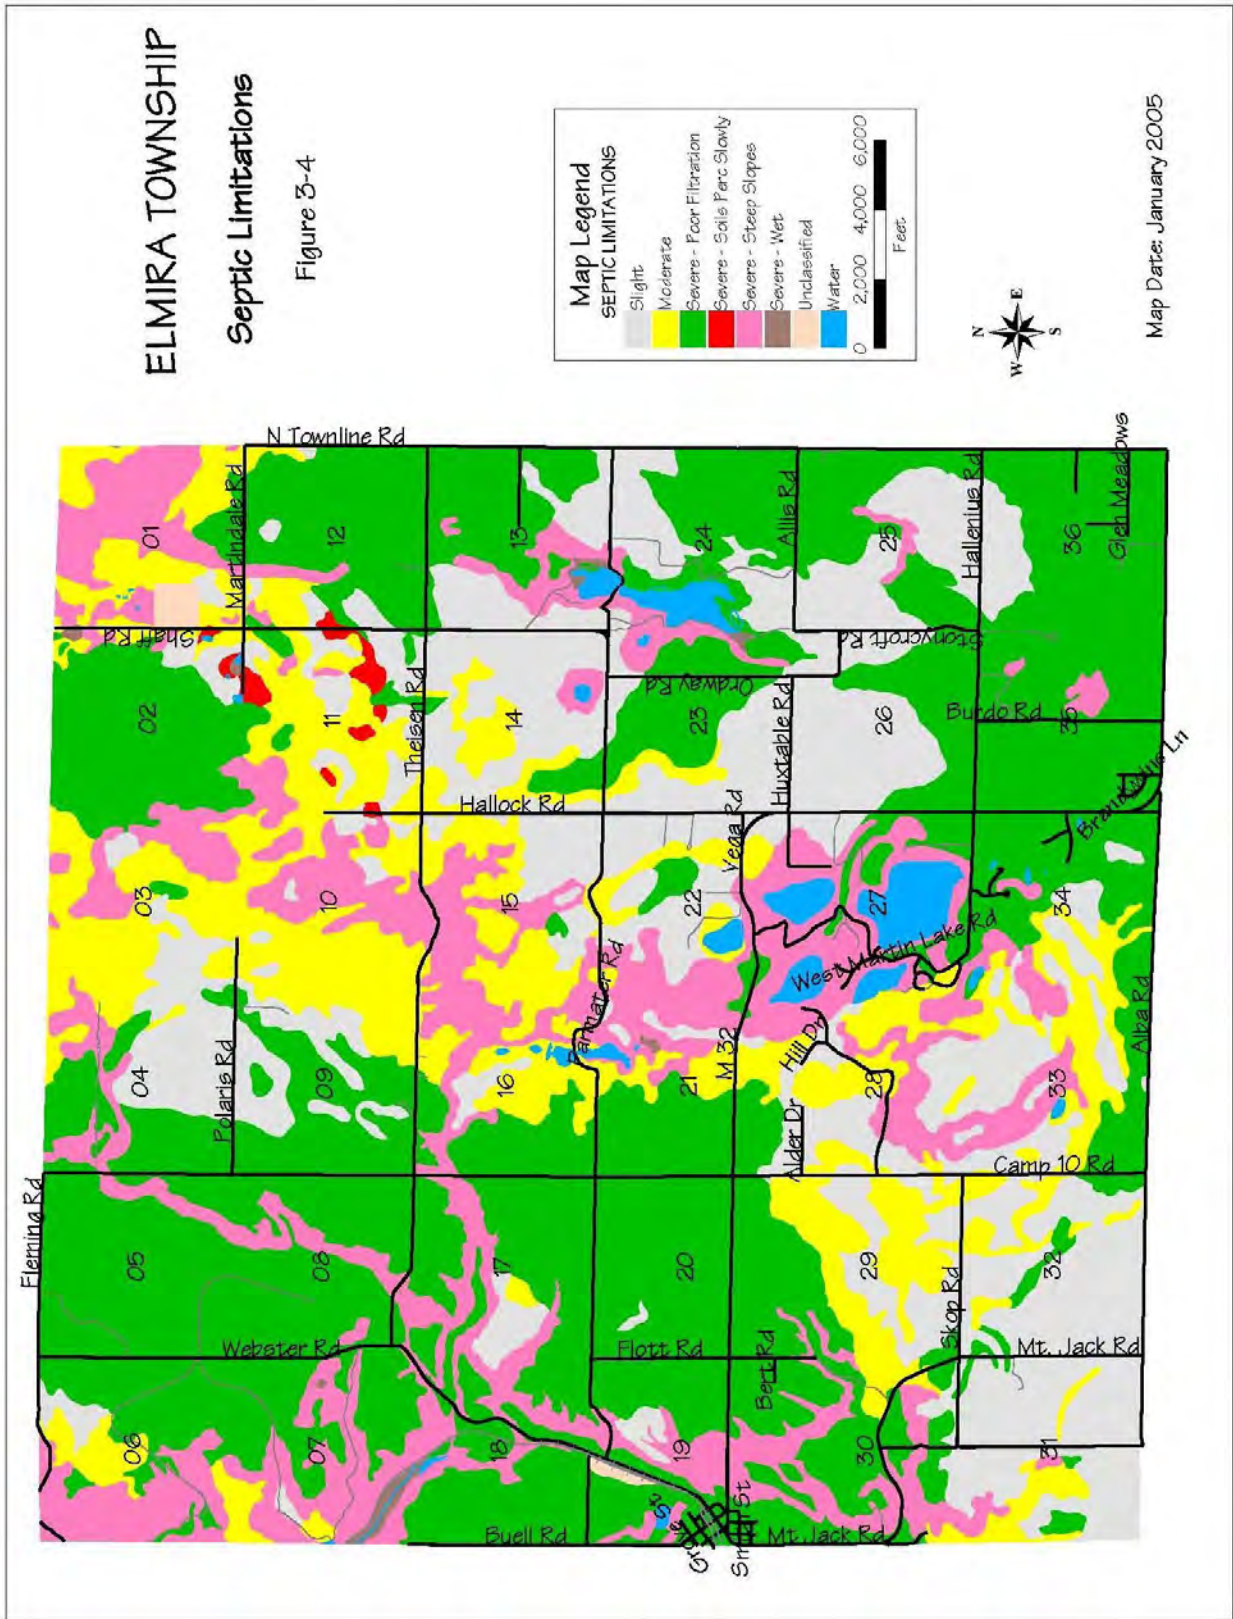 ELMIRA TOWNSHIP
Septic Limitations
Figure 3-4
Map Legend
SEPTIC LIMITATIONS
Slight
Moderate
Severe - Poor Filtration
Severe - Soils Perc Slowly
Severe - Steep Slopes
Severe - Wet
Unclassified
Water
0 2,000 4,000 6,000
Feet
N
W E
S
Map Date: January 2005
Fleming Rd
06
05
04
03
02
01
Shaff Rd
Martindale Rd
N Townline Rd
Webster Rd
Polaris Rd
07
08
09
10
11
12
Theisen Rd
Hallock Rd
18
17
16
15
14
13
Buell Rd
Parmater Rd
19
20
21
22
23
24
Flott Rd
Ordway Rd
St
M 32
Vega Rd
Huxtable Rd
Allis Rd
Bert Rd
Alder Dr
Hill Dr
West Martin Lake Rd
Stonycroft Rd
Mt. Jack Rd
30
29
28
27
26
25
Skop Rd
Camp 10 Rd
Burdo Rd
Hallenius Rd
31
32
33
34
35
36
Mt. Jack Rd
Alba Rd
Glen Meadows